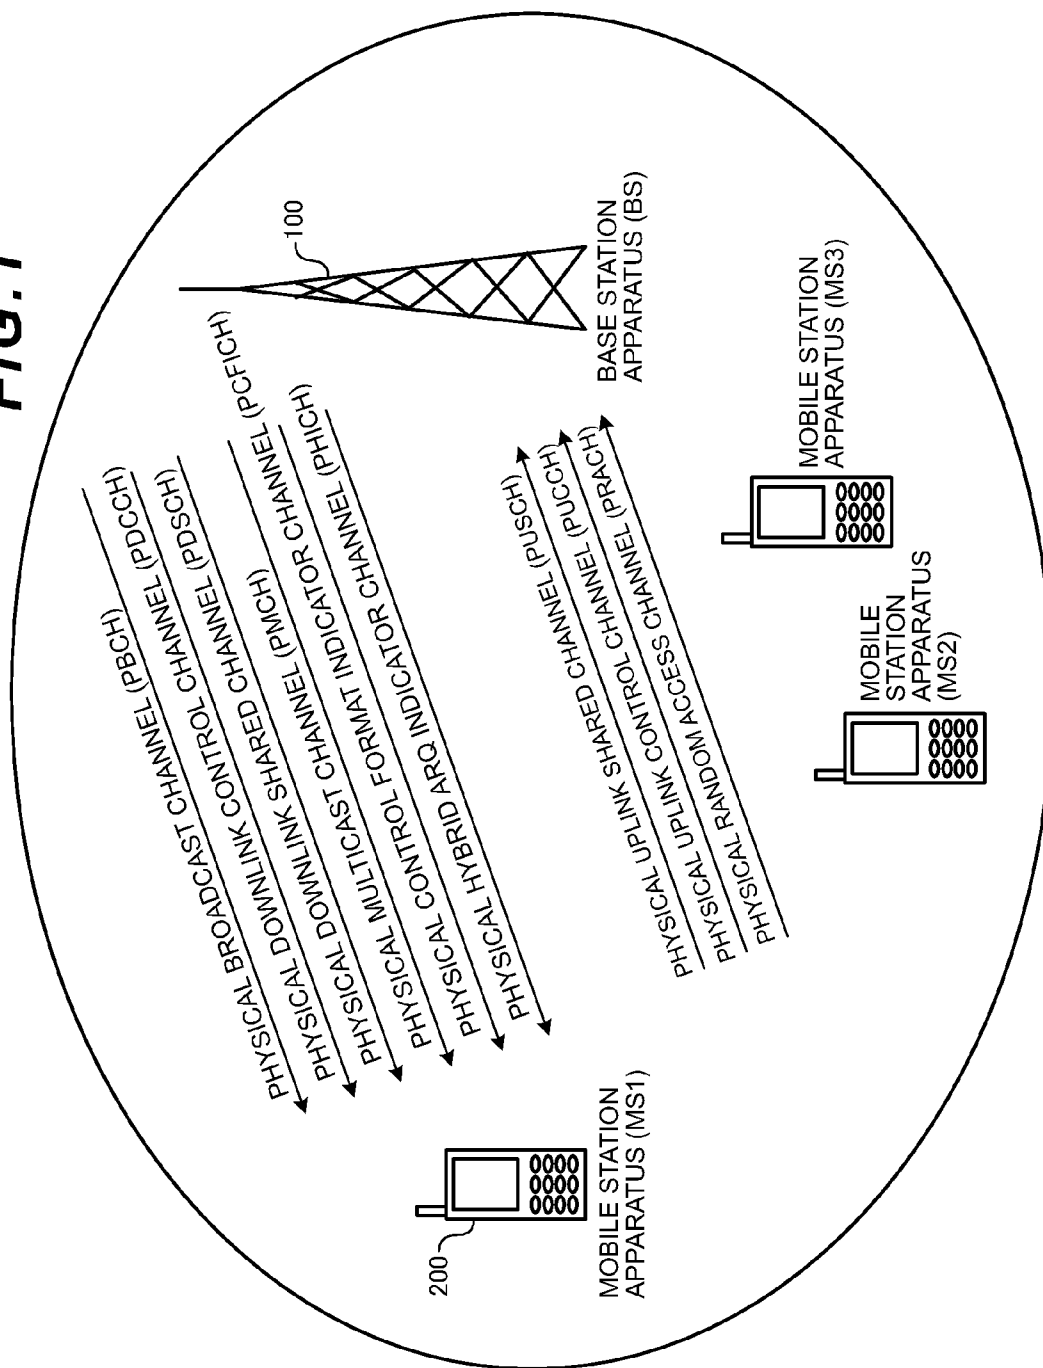 FIG. 1
PHYSICAL BROADCAST CHANNEL (PBCH)
PHYSICAL DOWNLINK CONTROL CHANNEL (PDCCH)
PHYSICAL DOWNLINK SHARED CHANNEL (PDSCH)
PHYSICAL MULTICAST CHANNEL (PMCH)
PHYSICAL CONTROL FORMAT INDICATOR CHANNEL (PCFICH)
PHYSICAL HYBRID ARQ INDICATOR CHANNEL (PHICH)
100
BASE STATION
APPARATUS (BS)
200
MOBILE STATION
APPARATUS (MS1)
PHYSICAL UPLINK SHARED CHANNEL (PUSCH)
PHYSICAL UPLINK CONTROL CHANNEL (PUCCH)
PHYSICAL RANDOM ACCESS CHANNEL (PRACH)
MOBILE STATION
APPARATUS (MS3)
MOBILE
STATION
APPARATUS
(MS2)